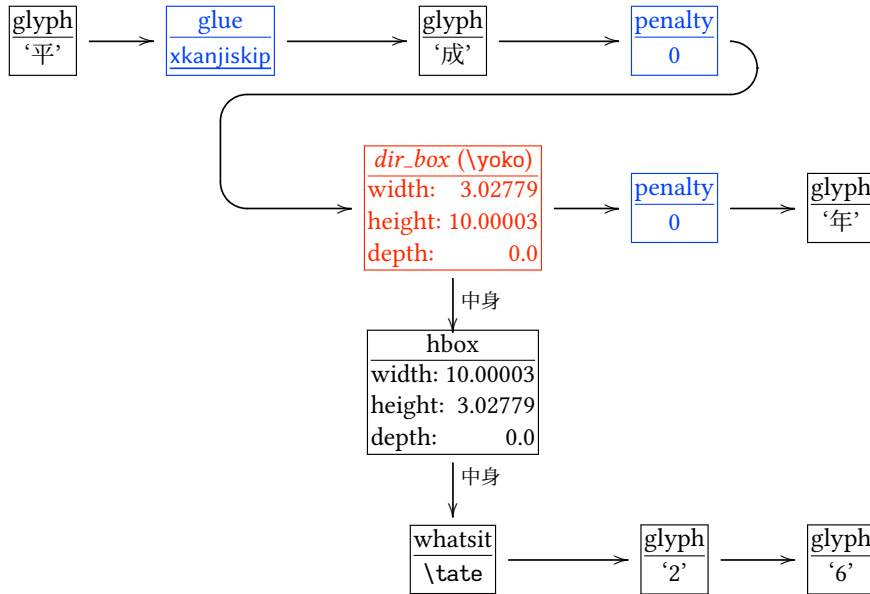 glyph
‘平’
glue
xkanjiskip
glyph
‘成’
penalty
0
dir_box (\yoko)
width: 3.02779
height: 10.00003
depth: 0.0
penalty
0
glyph
‘年’
中身
hbox
width: 10.00003
height: 3.02779
depth: 0.0
中身
whatsit
\tate
glyph
‘2’
glyph
‘6’